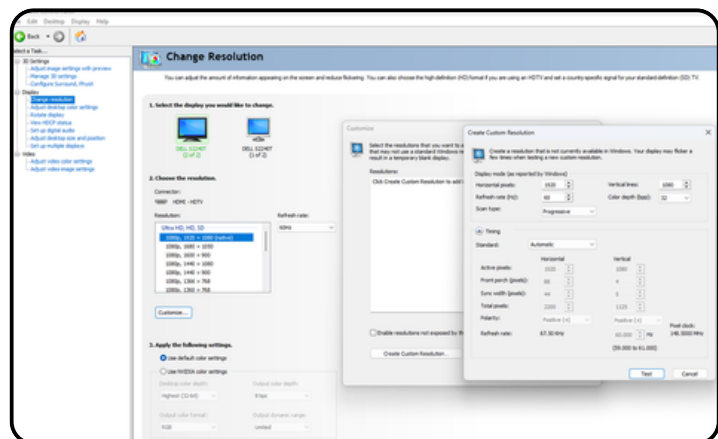 Edit Desktop Display Help
Back
Select a Task...
3D Settings
Adjust image settings with preview
Manage 3D settings
Configure Surround, PhysX
Display
Change resolution
Adjust desktop color settings
Rotate display
View HDCP status
Set up digital audio
Adjust desktop size and position
Set up multiple displays
Video
Adjust video color settings
Adjust video image settings
Change Resolution
You can adjust the amount of information appearing on the screen and reduce flickering. You can also choose the high definition (HD) format if you are using an HDTV and set a country-specific signal for your standard definition (SD) TV.
1. Select the display you would like to change.
(2 of 2)
(1 of 2)
2. Choose the resolution.
Connector:
HDMI - HDTV
Resolution:
Refresh rate:
Ultra HD, HD, SD
60Hz
1080p, 1920 × 1080 (native)
1080p, 1680 × 1050
1080p, 1600 × 900
1080p, 1440 × 1080
1080p, 1440 × 900
1080p, 1366 × 768
1080p, 1360 × 768
Customize...
3. Apply the following settings.
Use default color settings
Use NVIDIA color settings
Desktop color depth:
Output color depth:
Highest (32-bit)
8 bpc
Output color format:
Output dynamic range:
RGB
Limited
Customize
Select the resolutions that you want to
that may not use a standard Windows
result in a temporary blank display.
Resolutions:
Click Create Custom Resolution to add
Enable resolutions not exposed by th
Create Custom Resolution...
Create Custom Resolution
Create a resolution that is not currently available in Windows. Your display may flicker a
few times when testing a new custom resolution.
Display mode (as reported by Windows)
Horizontal pixels: 1920
Vertical lines: 1080
Refresh rate (Hz): 60
Color depth (bpp): 32
Scan type: Progressive
Timing
Standard: Automatic
Horizontal Vertical
Active pixels: 1920 1080
Front porch (pixels): 88 4
Sync width (pixels): 44 5
Total pixels: 2200 1125
Polarity: Positive (+) Positive (+)
Refresh rate: 67.50 KHz 60.000 Hz
Pixel clock:
148.5000 MHz
(59.000 to 61.000)
Test Cancel